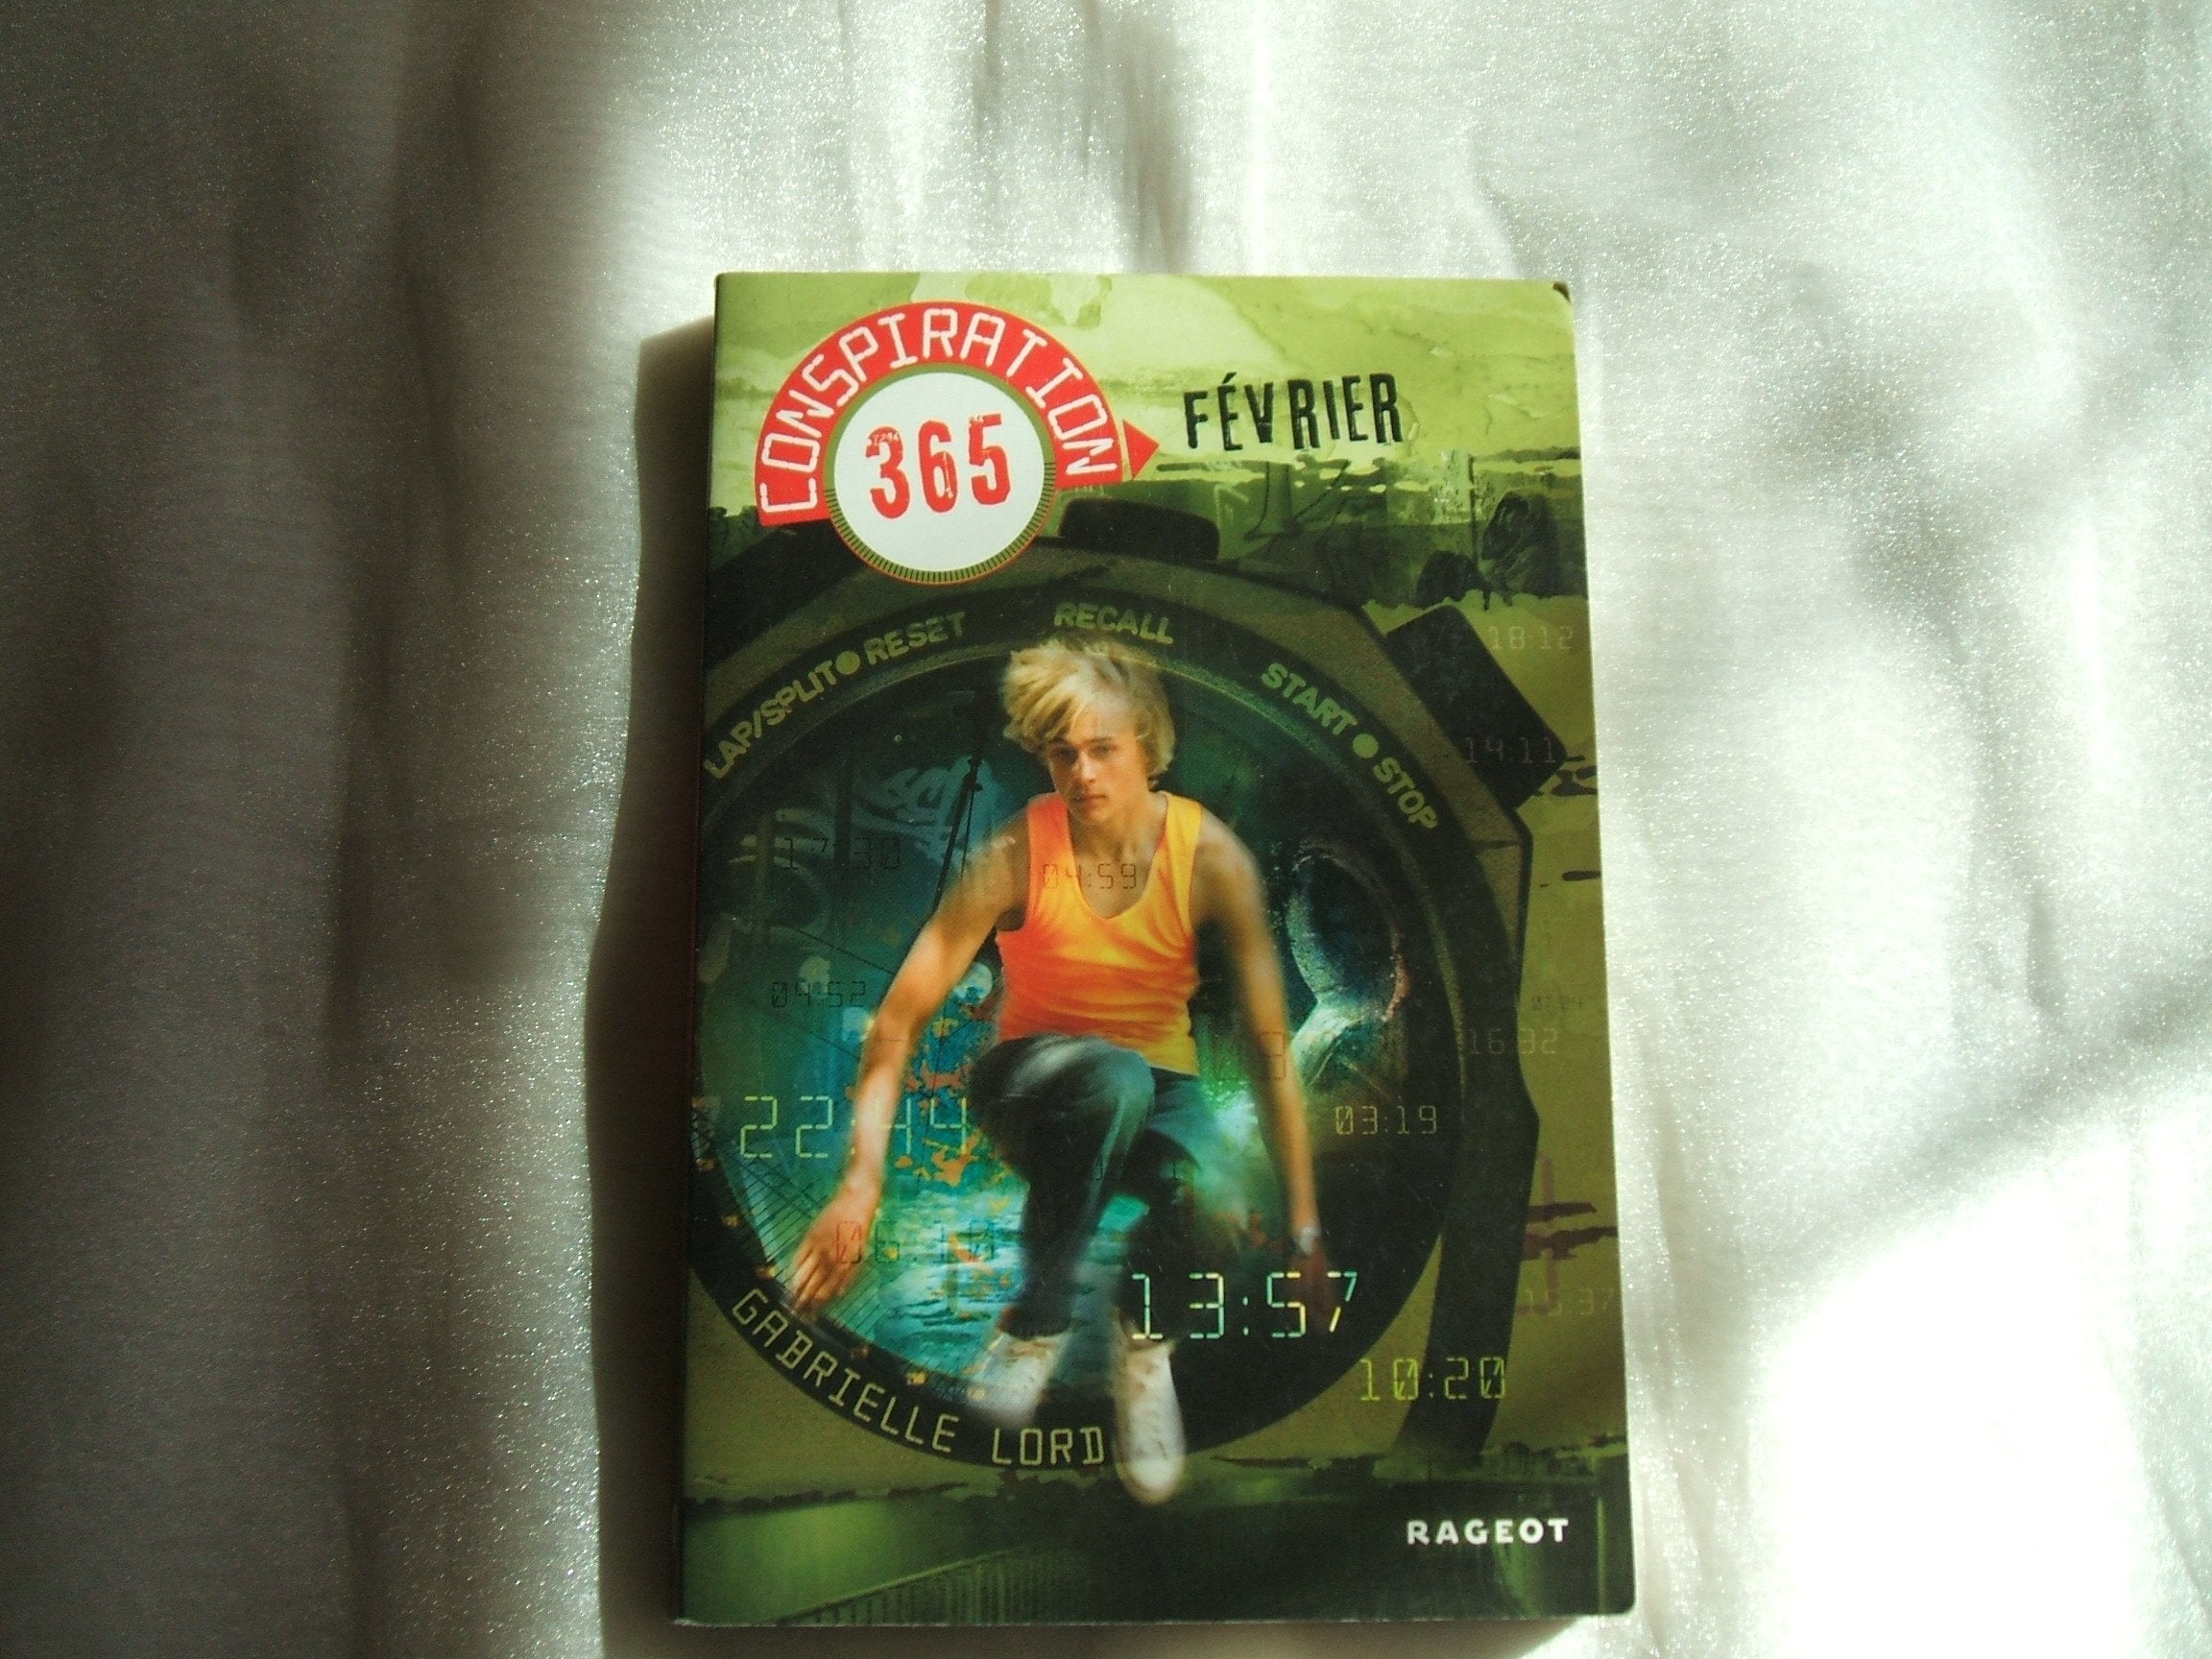 CONSPIRATION
365
FÉVRIER
LAP/SPLIT ● RESET
RECALL
START ● STOP
18:12
14:11
17:30
04:59
04:52
16:32
22:44
03:19
13:57
10:20
GABRIELLE LORD
RAGEOT